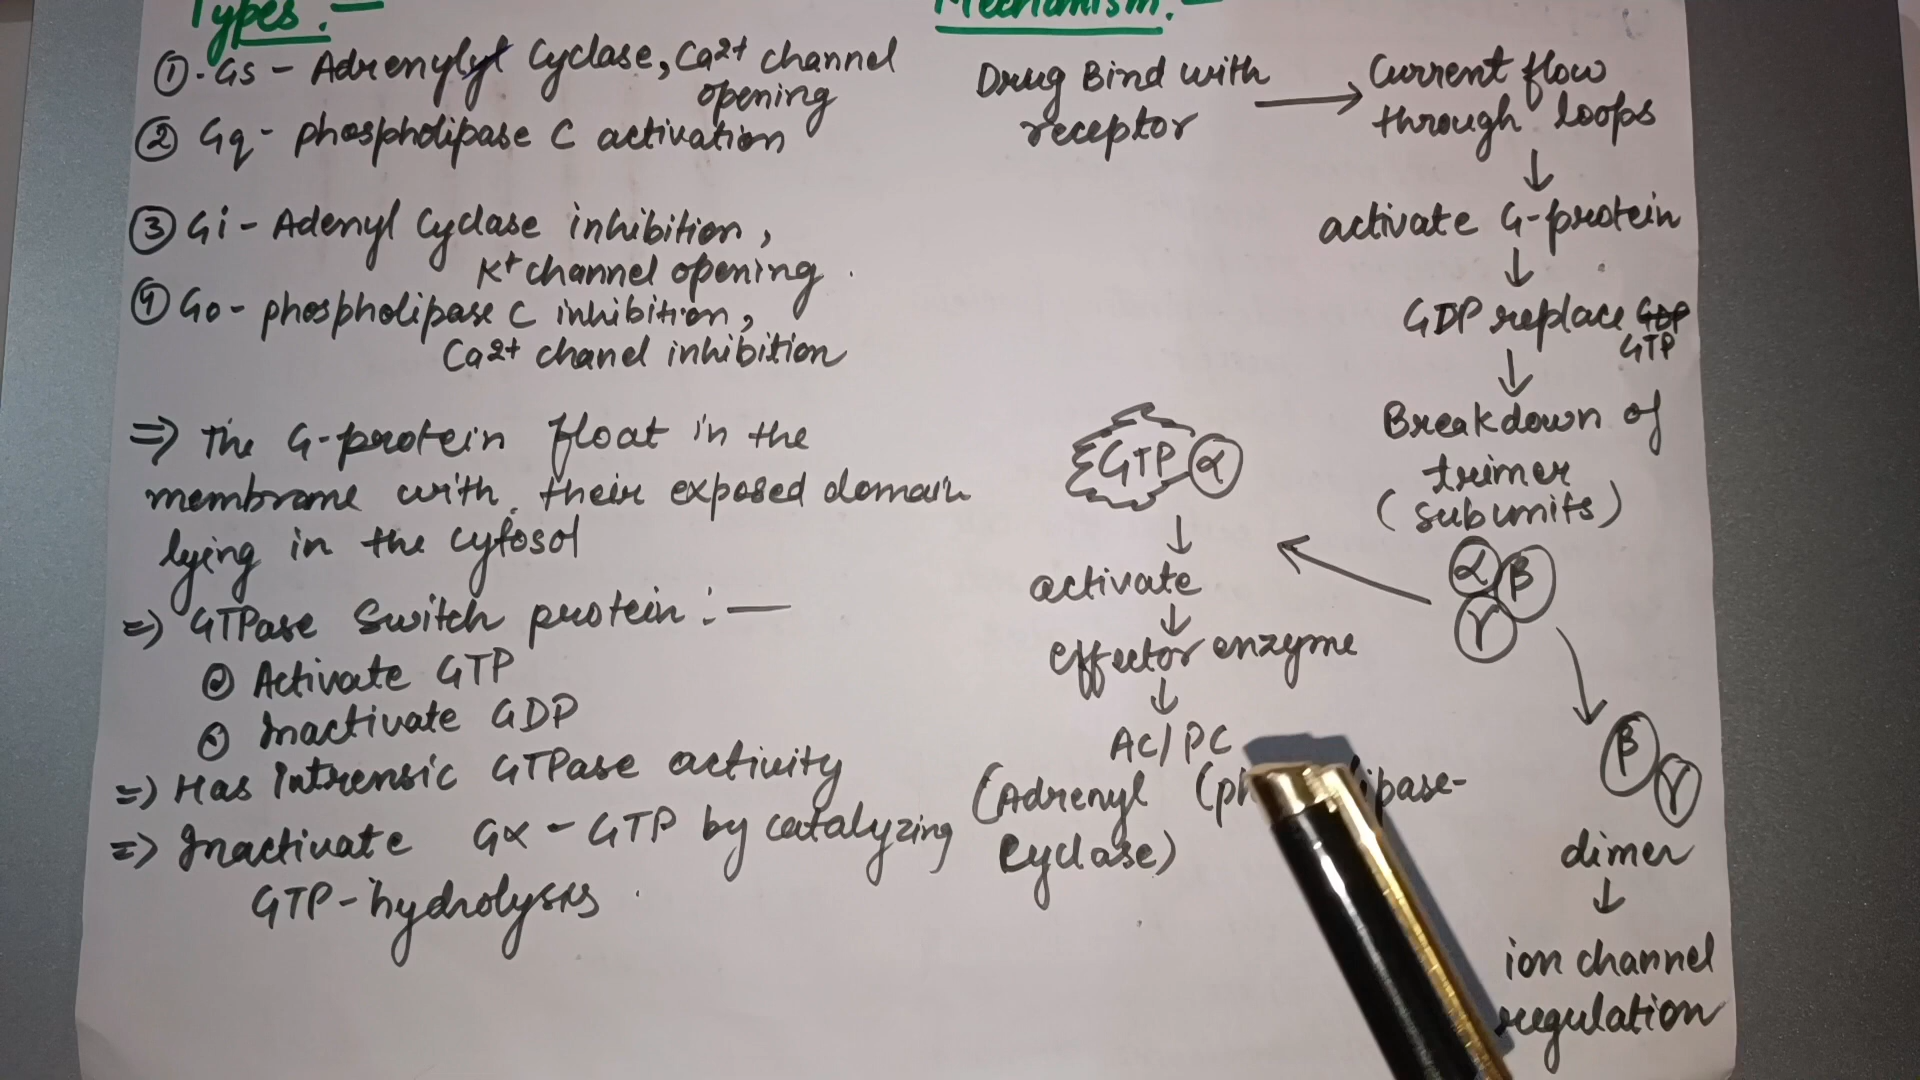 Types :-
①. Gs - Adrenylyl Cyclase, Ca2+ channel
opening
② Gq - phospholipase C activation
③ Gi - Adenyl Cyclase inhibition,
K+ channel opening.
④ Go - phospholipase C inhibition,
Ca2+ chanel inhibition
⇒ The G-protein float in the
membrane with their exposed domain
lying in the cytosol
⇒ GTPase Switch protein :—
Activate GTP
Inactivate GDP
⇒ Has Intrensic GTPase activity
⇒ Inactivate Gα - GTP by catalyzing
GTP-hydrolysis
Mechanism :-
Drug Bind with
receptor
→ Current flow
through loops
↓
activate G-protein
↓
GDP replace GDP
GTP
↓
Breakdown of
trimer
(subunits)
α β
γ
GTP α
↓
activate
↓
effector enzyme
↓
AC/PC
(Adrenyl
Cyclase)
β γ
dimer
↓
ion channel
regulation